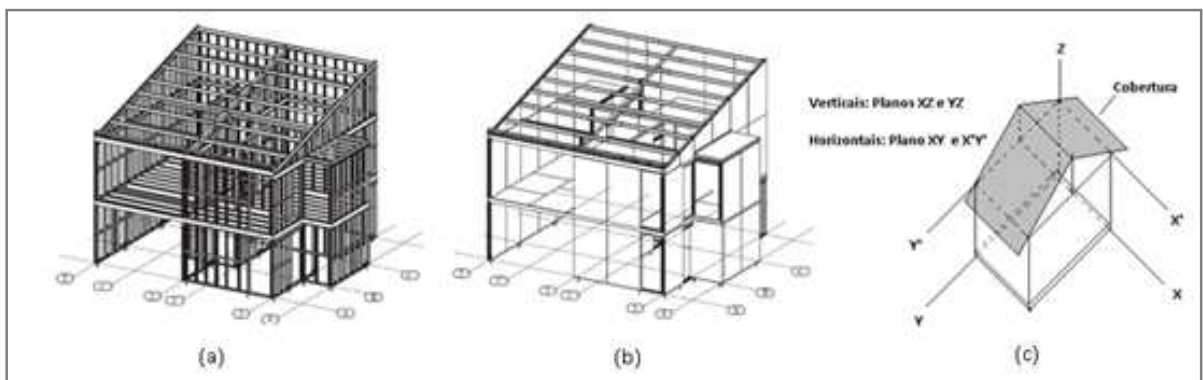 Z
Cobertura
Verticais: Planos XZ e YZ
Horizontais: Plano XY e X'Y'
X'
Y'
X
Y
(a)
(b)
(c)